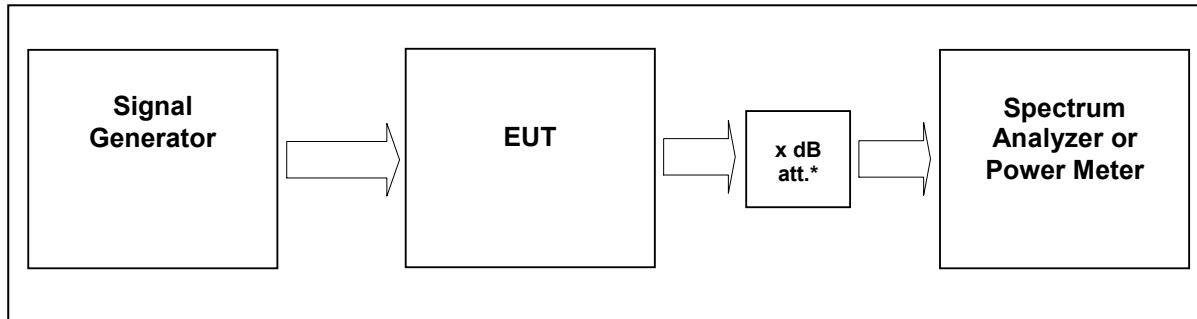 Signal
Generator
EUT
x dB
att.*
Spectrum
Analyzer or
Power Meter